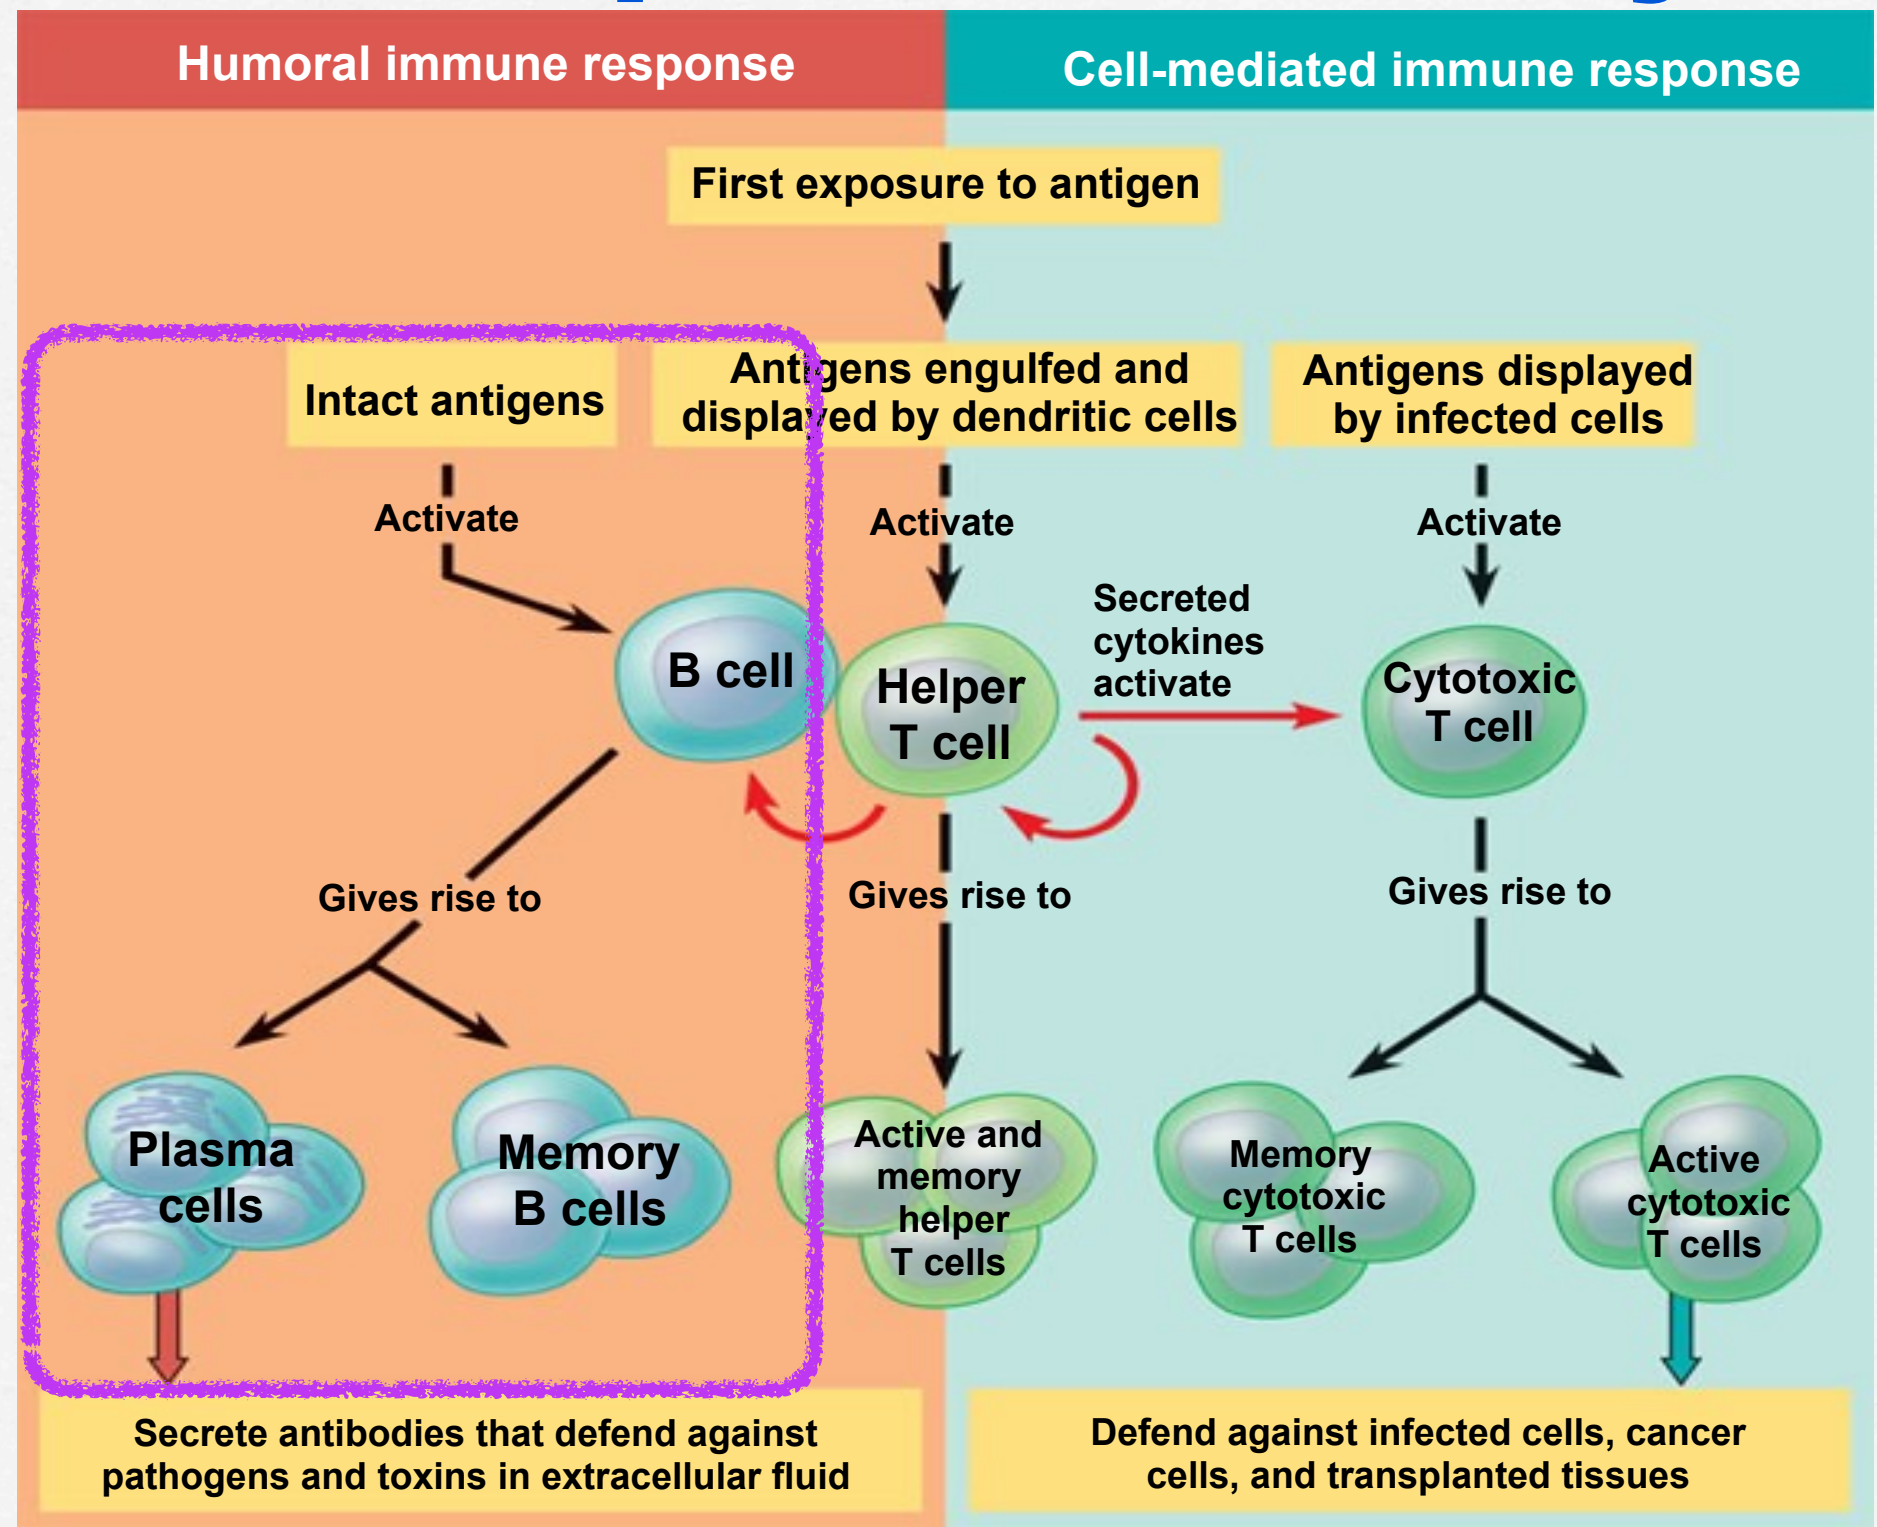 Humoral immune response
Cell-mediated immune response
First exposure to antigen
Intact antigens
Antigens engulfed and
displayed by dendritic cells
Antigens displayed
by infected cells
Activate
Activate
Activate
Secreted
cytokines
activate
B cell
Helper
T cell
Cytotoxic
T cell
Gives rise to
Gives rise to
Gives rise to
Plasma
cells
Memory
B cells
Active and
memory
helper
T cells
Memory
cytotoxic
T cells
Active
cytotoxic
T cells
Secrete antibodies that defend against
pathogens and toxins in extracellular fluid
Defend against infected cells, cancer
cells, and transplanted tissues